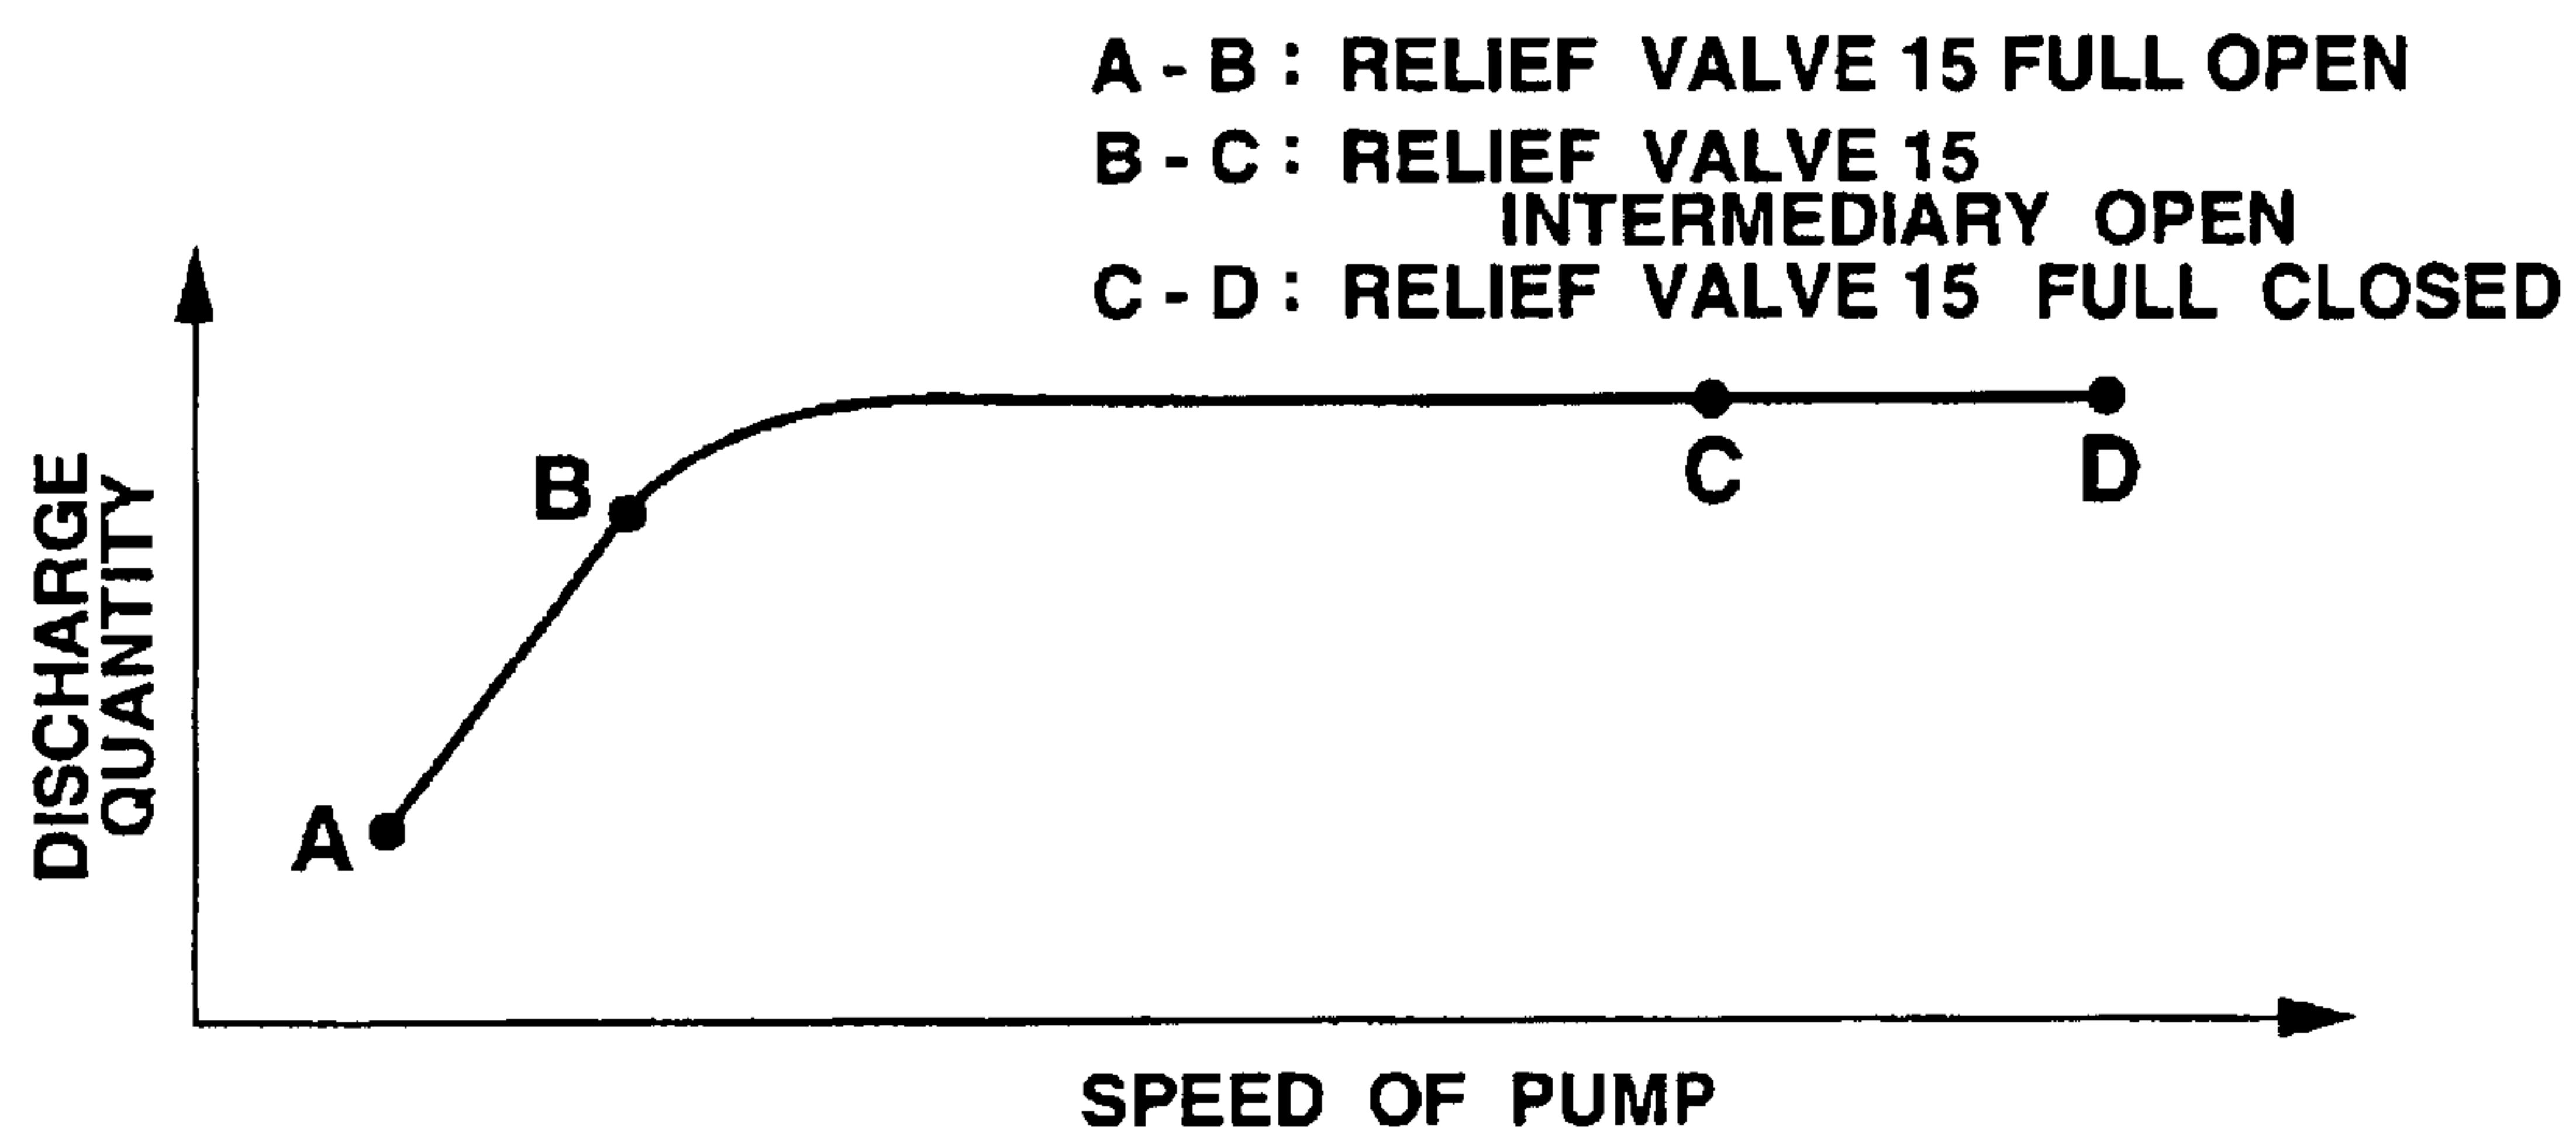 A - B : RELIEF VALVE 15 FULL OPEN
B - C : RELIEF VALVE 15
INTERMEDIARY OPEN
C - D : RELIEF VALVE 15 FULL CLOSED
DISCHARGE
QUANTITY
A
B
C
D
SPEED OF PUMP